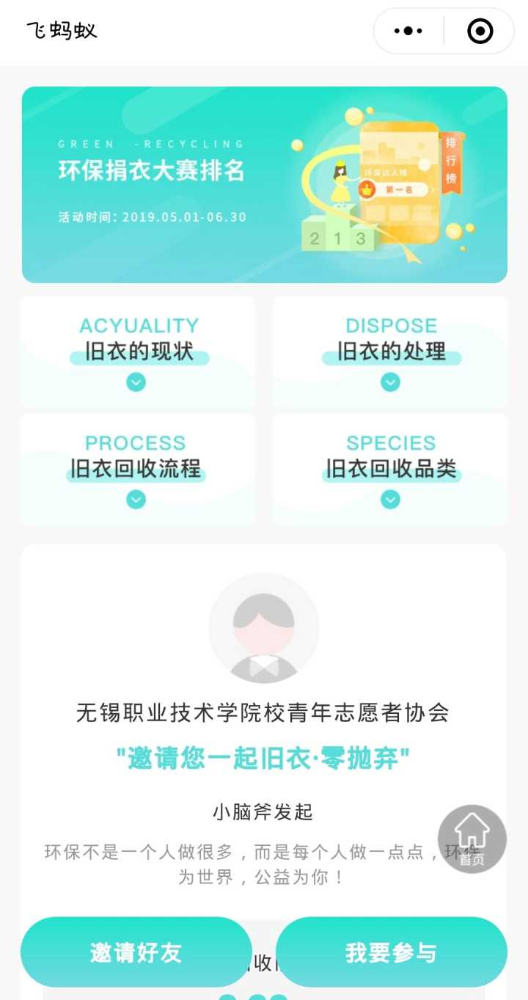 飞蚂蚁
GREEN -RECYCLING
环保捐衣大赛排名
活动时间：2019.05.01-06.30
排行榜
环保达人榜
第一名
2 1 3
ACYUALITY
旧衣的现状
DISPOSE
旧衣的处理
PROCESS
旧衣回收流程
SPECIES
旧衣回收品类
无锡职业技术学院校青年志愿者协会
"邀请您一起旧衣·零抛弃"
小脑斧发起
环保不是一个人做很多，而是每个人做一点点，环保
为世界，公益为你！
首页
邀请好友
收
我要参与